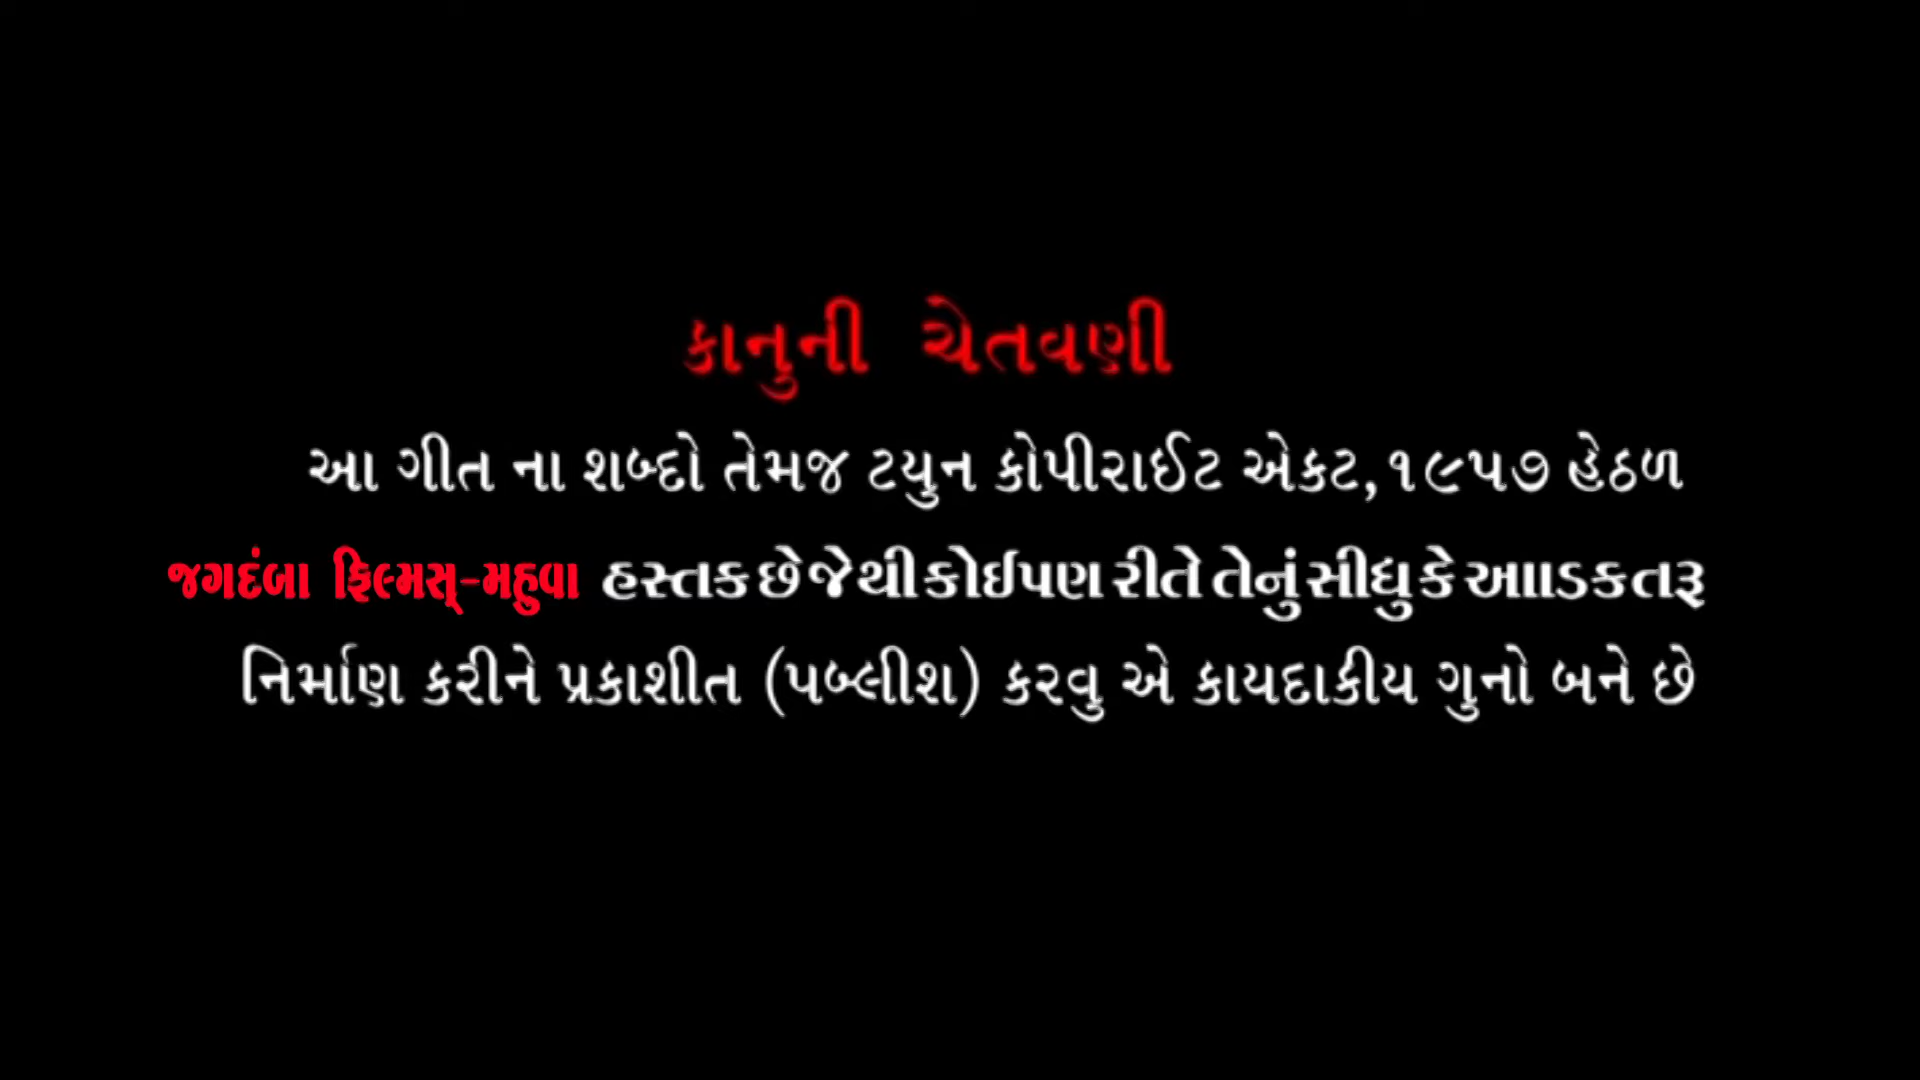 કાનુની ચેતવણી
આ ગીત ના શબ્દો તેમજ ટયુન કોપીરાઈટ એકટ,૧૯૫૭ હેઠળ
જગદંબા ફિલ્મસ્-મહુવા હસ્તક છે જેથી કોઈપણ રીતે તેનું સીધુ કે આાડકતરૂ
નિર્માણ કરીને પ્રકાશીત (પબ્લીશ) કરવુ એ કાયદાકીય ગુનો બને છે